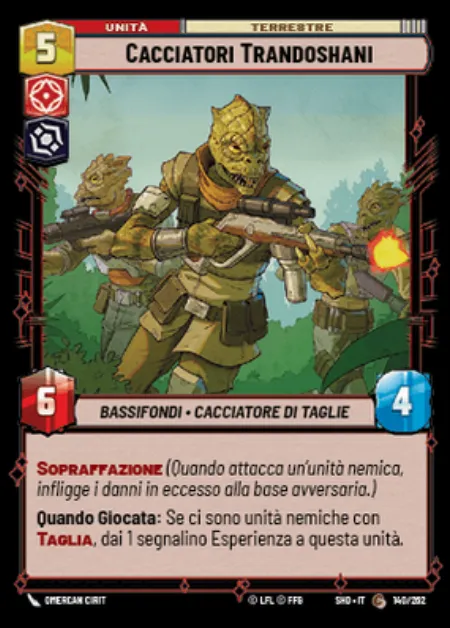 5
UNITÀ
TERRESTRE
CACCIATORI TRANDOSHANI
6
BASSIFONDI • CACCIATORE DI TAGLIE
4
SOPRAFFAZIONE (Quando attacca un'unità nemica,
infligge i danni in eccesso alla base avversaria.)
Quando Giocata: Se ci sono unità nemiche con
TAGLIA, dai 1 segnalino Esperienza a questa unità.
OMERCAN CIRIT
© LFL © FFG
SHD • IT
C
140/262